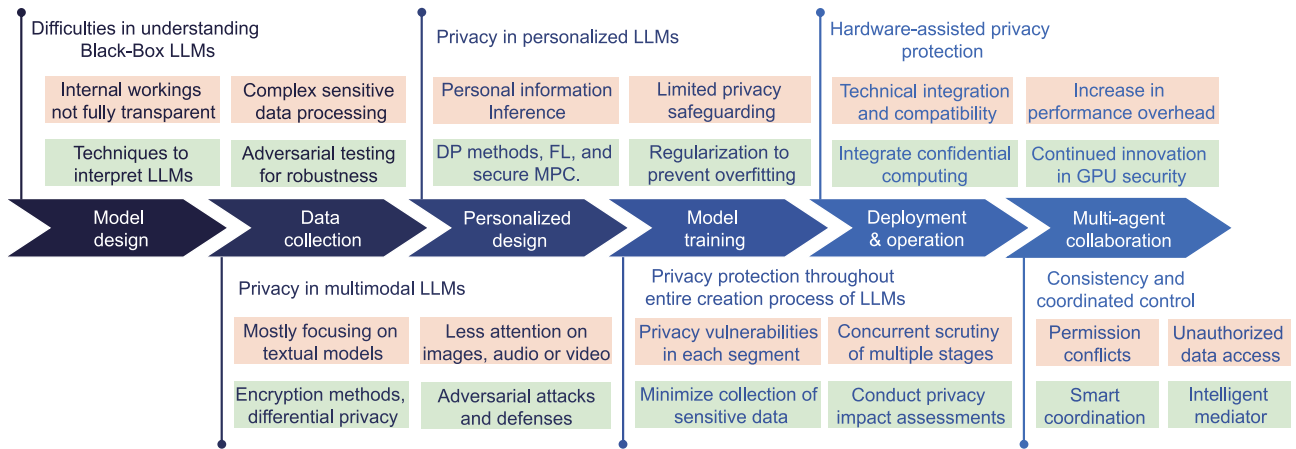 Difficulties in understanding
Black-Box LLMs
Internal workings
not fully transparent
Complex sensitive
data processing
Techniques to
interpret LLMs
Adversarial testing
for robustness
Privacy in personalized LLMs
Personal information
Inference
Limited privacy
safeguarding
DP methods, FL, and
secure MPC.
Regularization to
prevent overfitting
Hardware-assisted privacy
protection
Technical integration
and compatibility
Increase in
performance overhead
Integrate confidential
computing
Continued innovation
in GPU security
Model
design
Data
collection
Personalized
design
Model
training
Deployment
& operation
Multi-agent
collaboration
Privacy in multimodal LLMs
Mostly focusing on
textual models
Less attention on
images, audio or video
Encryption methods,
differential privacy
Adversarial attacks
and defenses
Privacy protection throughout
entire creation process of LLMs
Privacy vulnerabilities
in each segment
Concurrent scrutiny
of multiple stages
Minimize collection of
sensitive data
Conduct privacy
impact assessments
Consistency and
coordinated control
Permission
conflicts
Unauthorized
data access
Smart
coordination
Intelligent
mediator